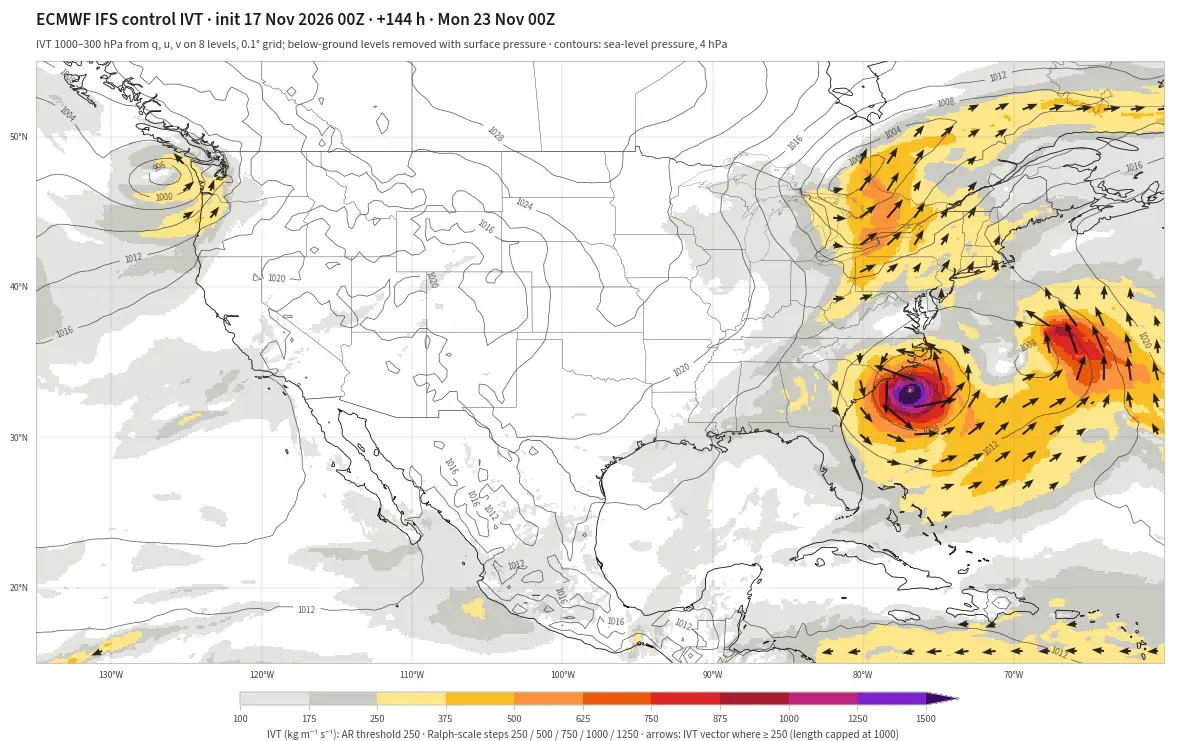 ECMWF IFS control IVT · init 17 Nov 2026 00Z · +144 h · Mon 23 Nov 00Z
IVT 1000–300 hPa from q, u, v on 8 levels, 0.1° grid; below-ground levels removed with surface pressure · contours: sea-level pressure, 4 hPa
1012
1008
1004
1004
50°N
1028
1016
996
1016
1000
1024
1016
1012
1020
1020
40°N
1016
1008
1020
1020
30°N
1012
1016
1016
1012
1012
20°N
1012
1016
1016
1012
1012
130°W
120°W
110°W
100°W
90°W
80°W
70°W
100
175
250
375
500
625
750
875
1000
1250
1500
IVT (kg m⁻¹ s⁻¹): AR threshold 250 · Ralph-scale steps 250 / 500 / 750 / 1000 / 1250 · arrows: IVT vector where ≥ 250 (length capped at 1000)